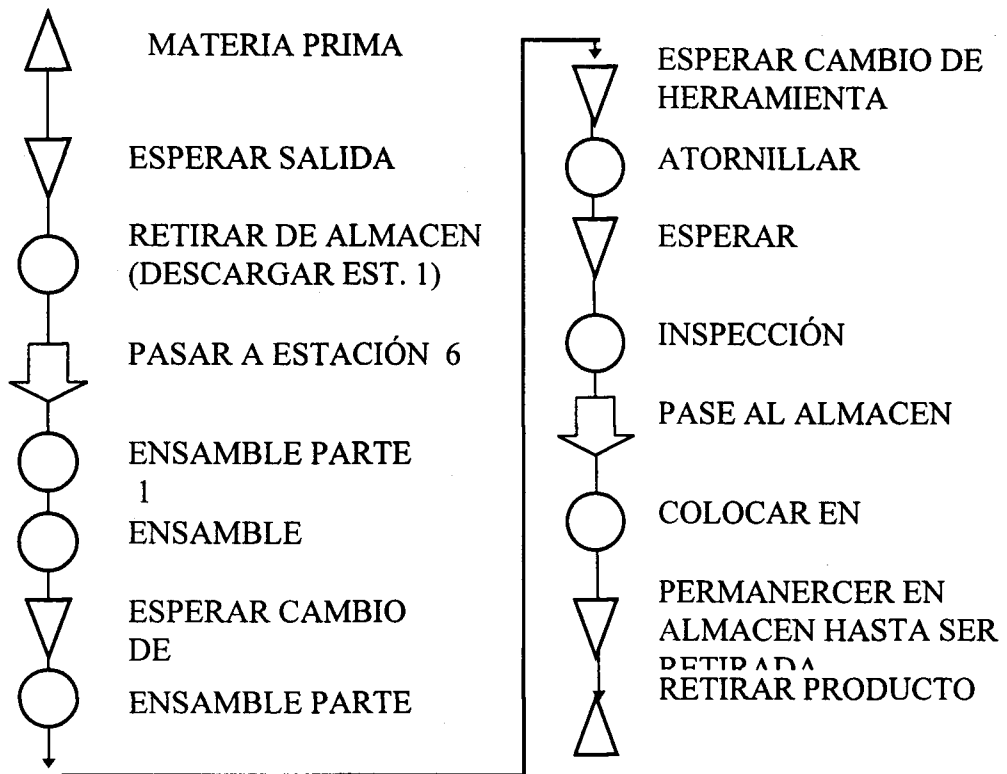 MATERIA PRIMA
ESPERAR SALIDA
RETIRAR DE ALMACEN
(DESCARGAR EST. 1)
PASAR A ESTACIÓN 6
ENSAMBLE PARTE
1
ENSAMBLE
ESPERAR CAMBIO
DE
ENSAMBLE PARTE
ESPERAR CAMBIO DE
HERRAMIENTA
ATORNILLAR
ESPERAR
INSPECCIÓN
PASE AL ALMACEN
COLOCAR EN
PERMANERCER EN
ALMACEN HASTA SER
RETIRADA
RETIRAR PRODUCTO